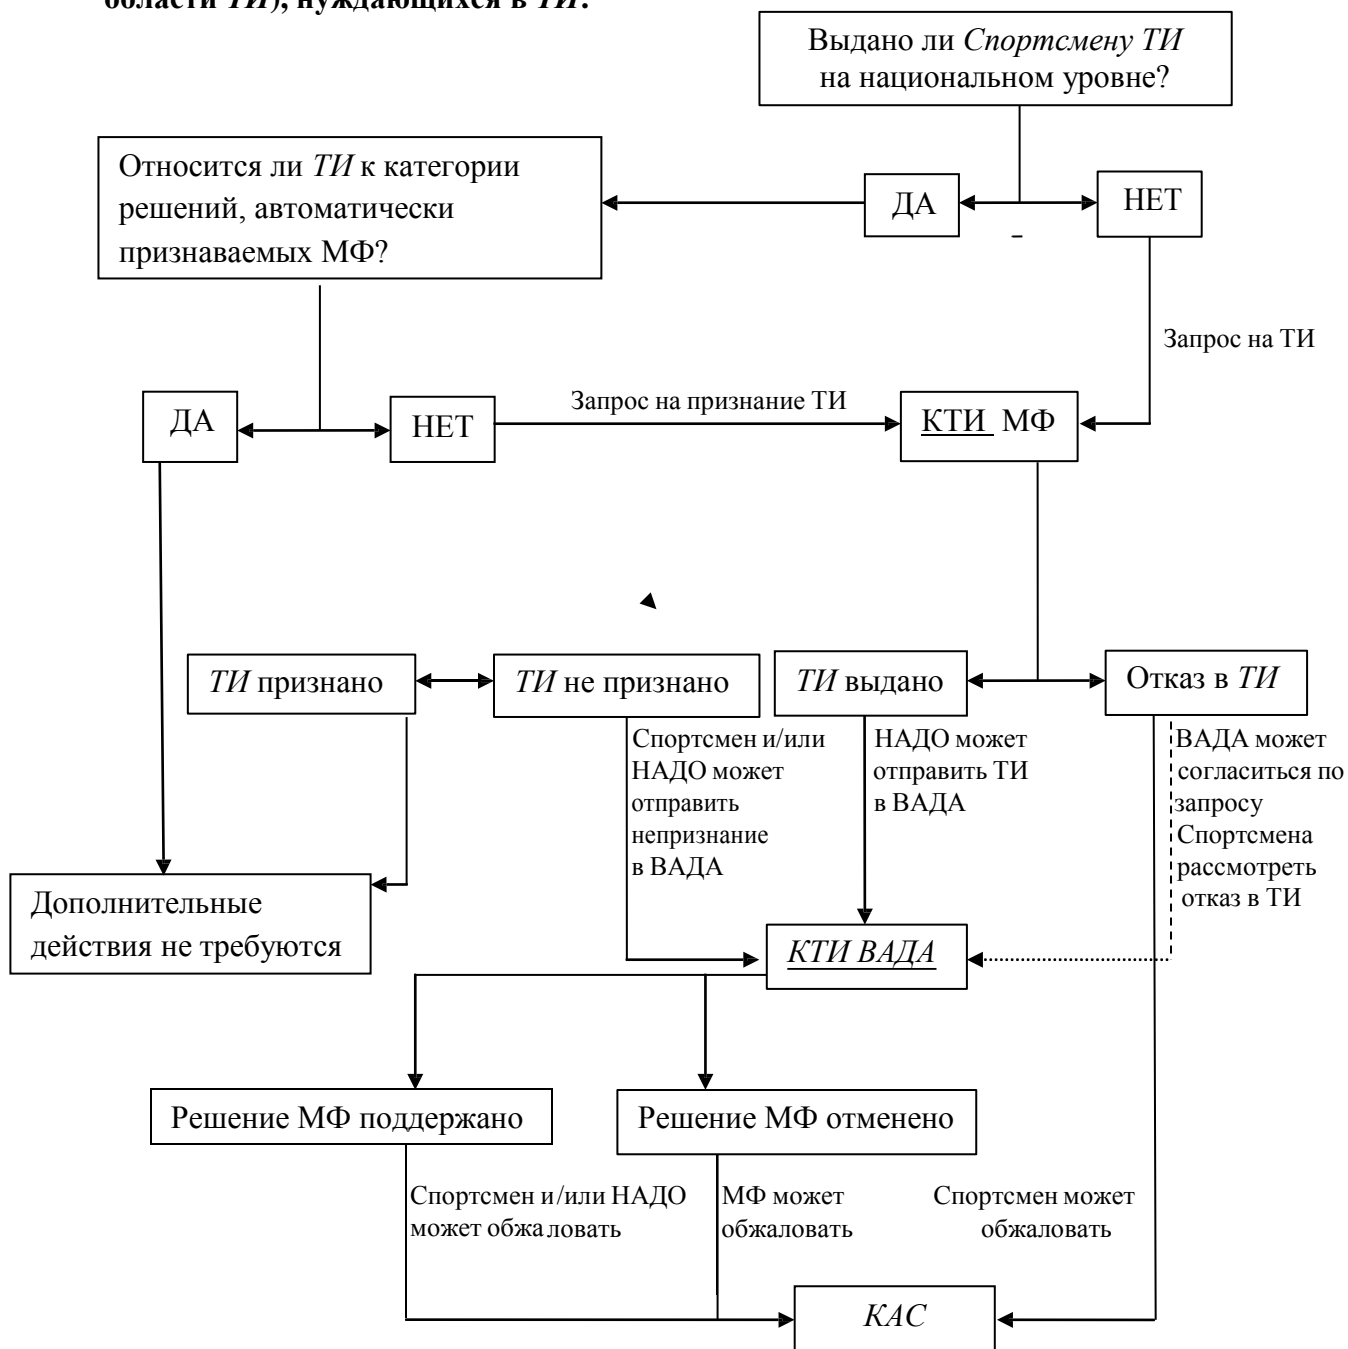 области ТИ), нуждающихся в ТИ.
Выдано ли Спортсмену ТИ
на национальном уровне?
Относится ли ТИ к категории
решений, автоматически
признаваемых МФ?
ДА
НЕТ
Запрос на ТИ
ДА
НЕТ
Запрос на признание ТИ
КТИ МФ
ТИ признано
ТИ не признано
ТИ выдано
Отказ в ТИ
Спортсмен и/или
НАДО может
отправить
непризнание
в ВАДА
НАДО может
отправить ТИ
в ВАДА
ВАДА может
согласиться по
запросу
Спортсмена
рассмотреть
отказ в ТИ
Дополнительные
действия не требуются
КТИ ВАДА
Решение МФ поддержано
Решение МФ отменено
Спортсмен и/или НАДО
может обжаловать
МФ может
обжаловать
Спортсмен может
обжаловать
КАС